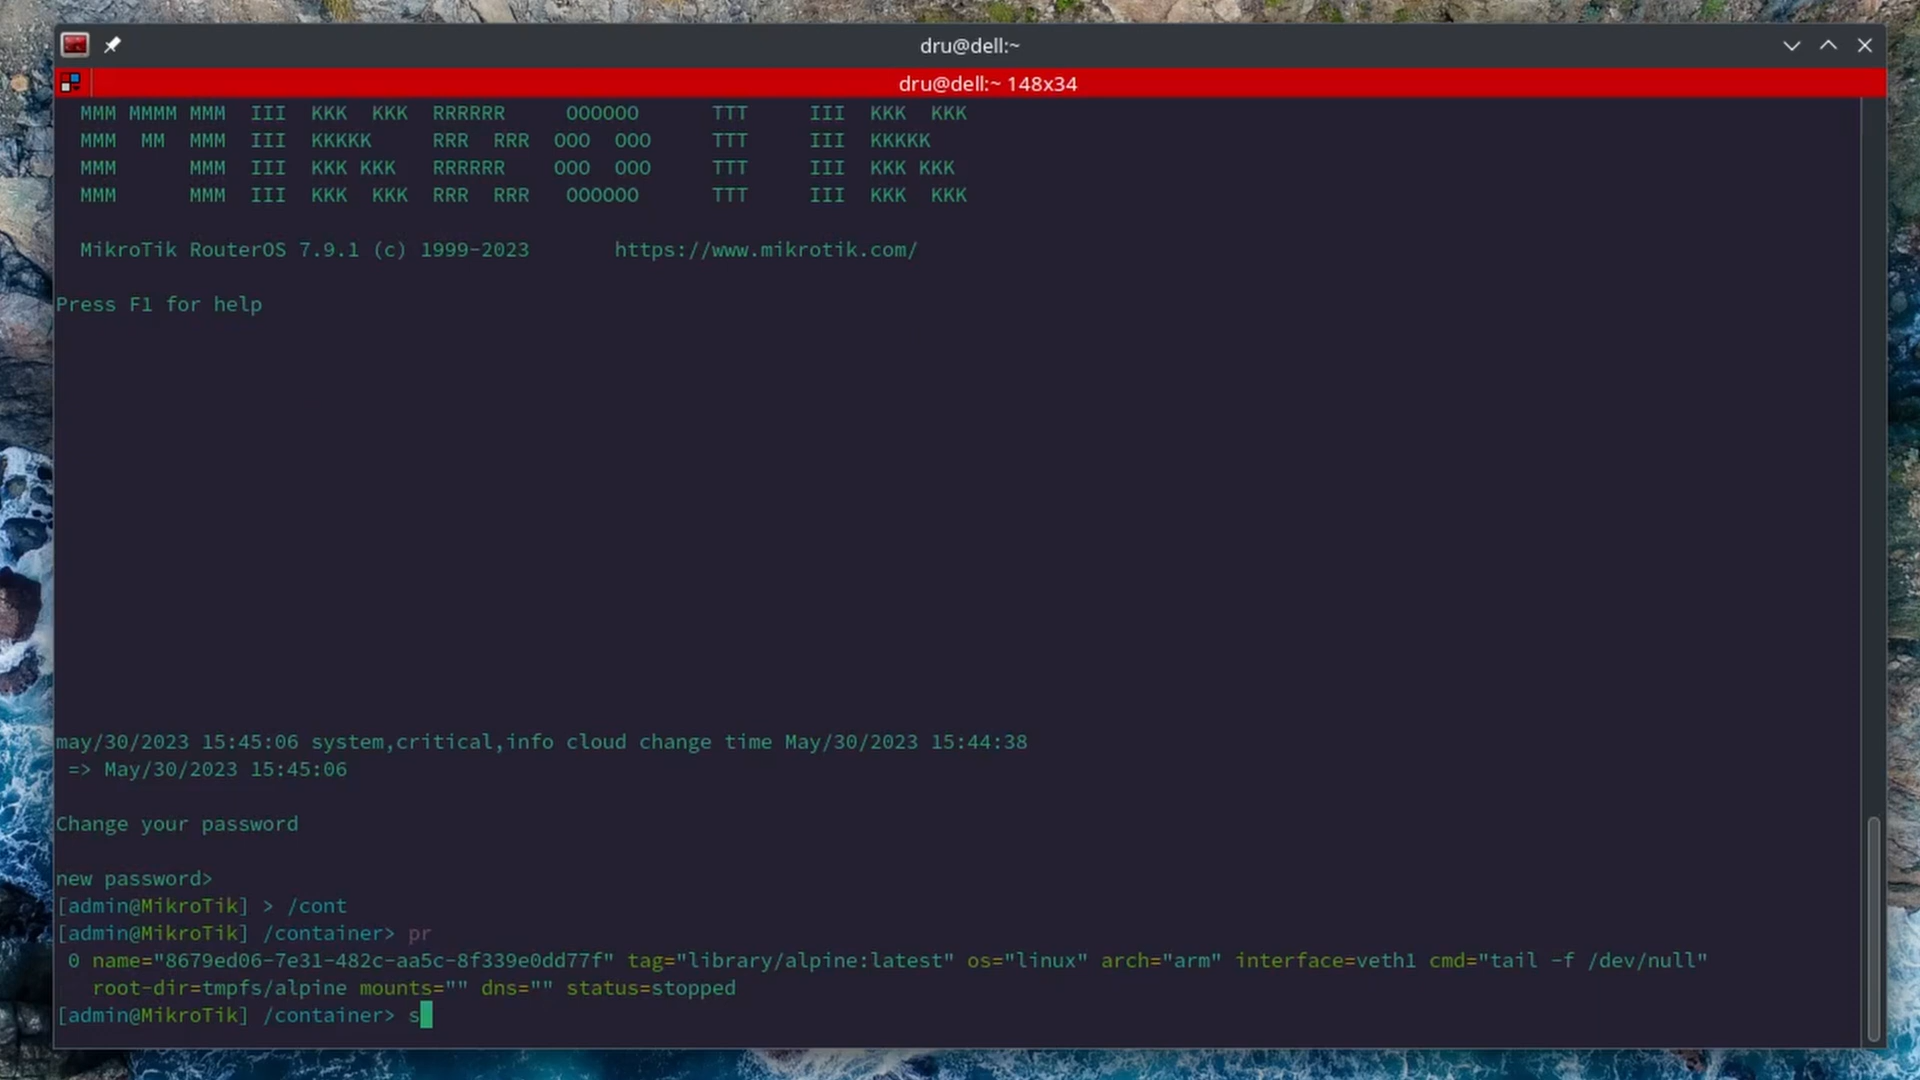 dru@dell:~
dru@dell:~ 148x34
MMM MMMM MMM  III  KKK  KKK  RRRRRR     OOOOOO      TTT     III  KKK  KKK
MMM  MM  MMM  III  KKKKK     RRR  RRR  OOO  OOO     TTT     III  KKKKK
MMM      MMM  III  KKK KKK   RRRRRR    OOO  OOO     TTT     III  KKK KKK
MMM      MMM  III  KKK  KKK  RRR  RRR   OOOOOO      TTT     III  KKK  KKK
MikroTik RouterOS 7.9.1 (c) 1999-2023       https://www.mikrotik.com/
Press F1 for help
may/30/2023 15:45:06 system,critical,info cloud change time May/30/2023 15:44:38
 => May/30/2023 15:45:06
Change your password
new password>
[admin@MikroTik] > /cont
[admin@MikroTik] /container> pr
 0 name="8679ed06-7e31-482c-aa5c-8f339e0dd77f" tag="library/alpine:latest" os="linux" arch="arm" interface=veth1 cmd="tail -f /dev/null"
   root-dir=tmpfs/alpine mounts="" dns="" status=stopped
[admin@MikroTik] /container> s